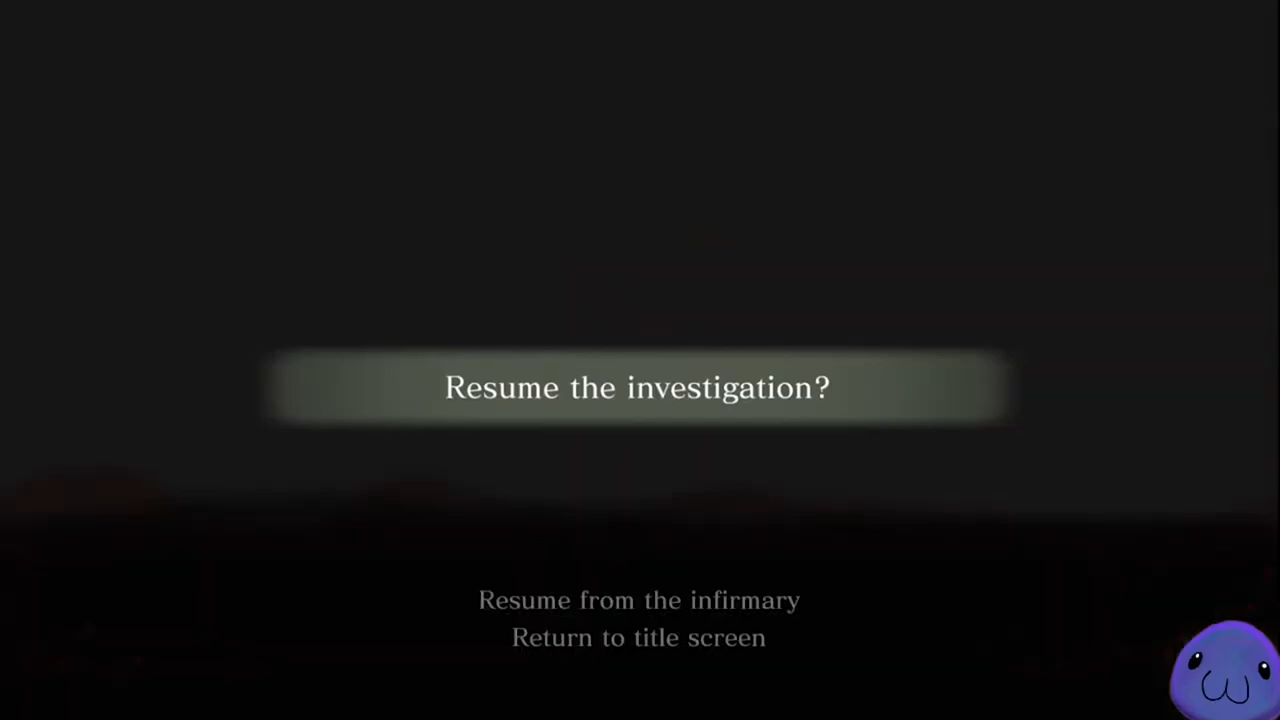 Resume the investigation?
Resume from the infirmary
Return to title screen